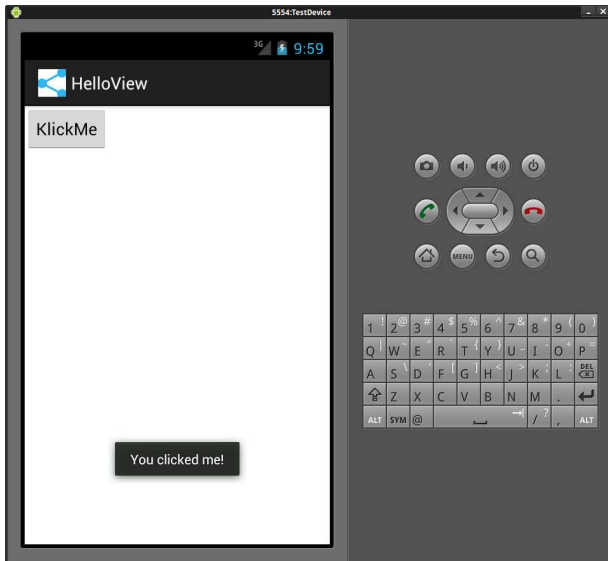 5554:TestDevice
3G 9:59
HelloView
KlickMe
You clicked me!
MENU
1 ! 2 @ 3 # 4 $ 5 % 6 ^ 7 & 8 * 9 ( 0 )
Q | W ~ E " R ` T { Y } U _ I - O + P =
A S \ D ' F [ G ] H < J > K ; L : DEL
Z X C V B N M .
ALT SYM @ / ? , ALT